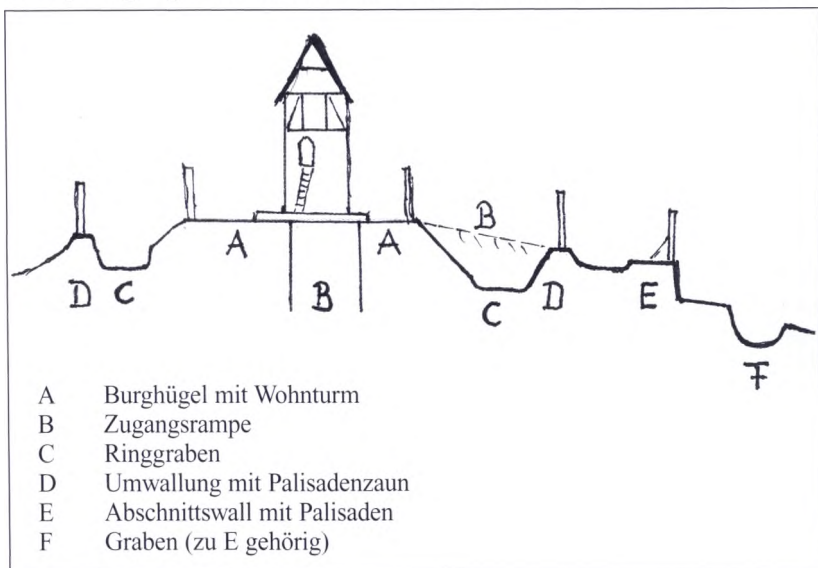 B
A
A
D
C
B
C
D
E
F
A Burghügel mit Wohnturm
B Zugangsrampe
C Ringgraben
D Umwallung mit Palisadenzaun
E Abschnittswall mit Palisaden
F Graben (zu E gehörig)